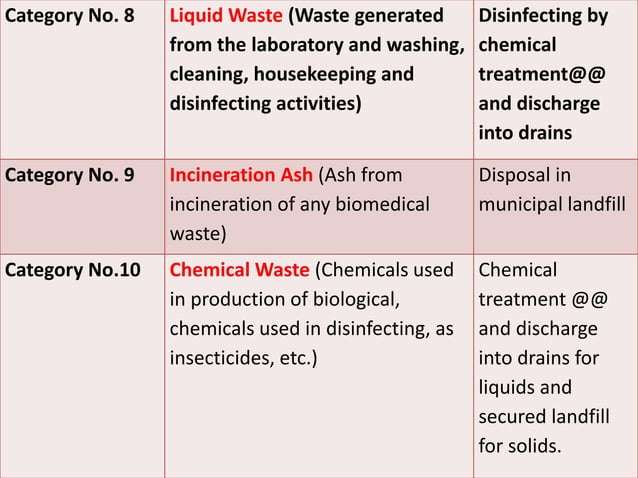 Category No. 8
Liquid Waste (Waste generated
from the laboratory and washing,
cleaning, housekeeping and
disinfecting activities)
Disinfecting by
chemical
treatment@@
and discharge
into drains
Category No. 9
Incineration Ash (Ash from
incineration of any biomedical
waste)
Disposal in
municipal landfill
Category No.10
Chemical Waste (Chemicals used
in production of biological,
chemicals used in disinfecting, as
insecticides, etc.)
Chemical
treatment @@
and discharge
into drains for
liquids and
secured landfill
for solids.